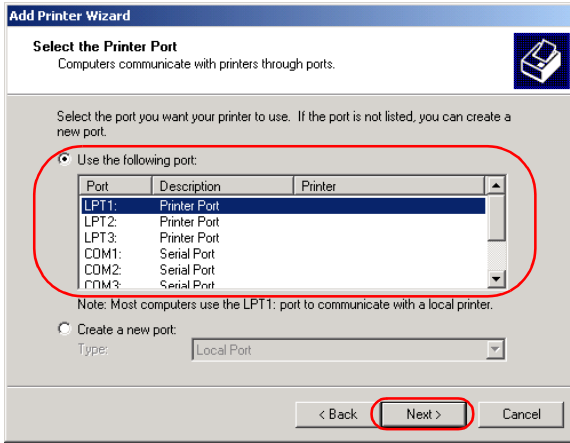 Add Printer Wizard
Select the Printer Port
Computers communicate with printers through ports.
Select the port you want your printer to use. If the port is not listed, you can create a
new port.
Use the following port:
Port Description Printer
LPT1: Printer Port
LPT2: Printer Port
LPT3: Printer Port
COM1: Serial Port
COM2: Serial Port
COM3: Serial Port
Note: Most computers use the LPT1: port to communicate with a local printer.
Create a new port:
Type: Local Port
< Back Next > Cancel